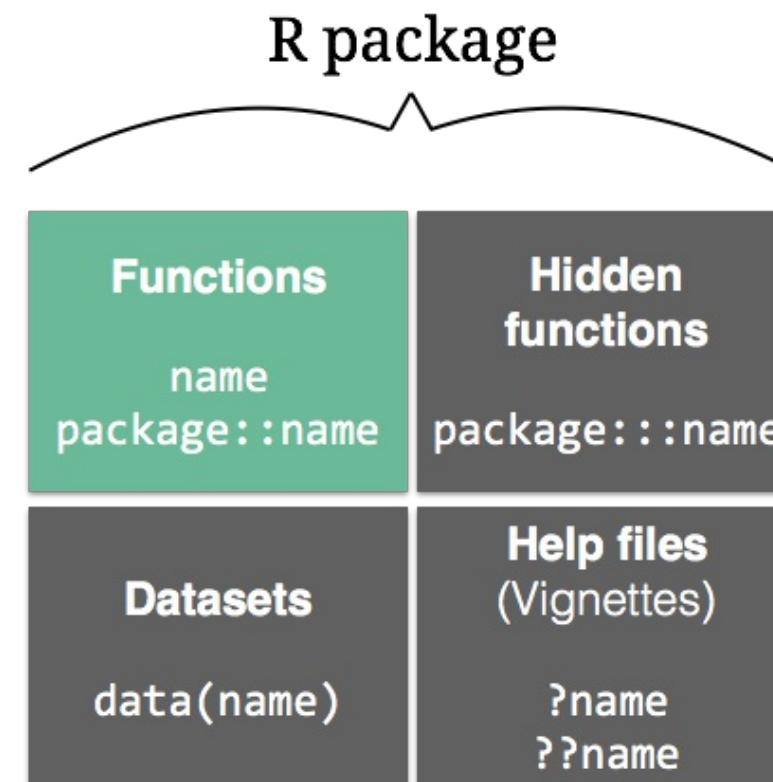 R package
Functions
name
package::name
Hidden
functions
package:::name
Datasets
data(name)
Help files
(Vignettes)
?name
??name